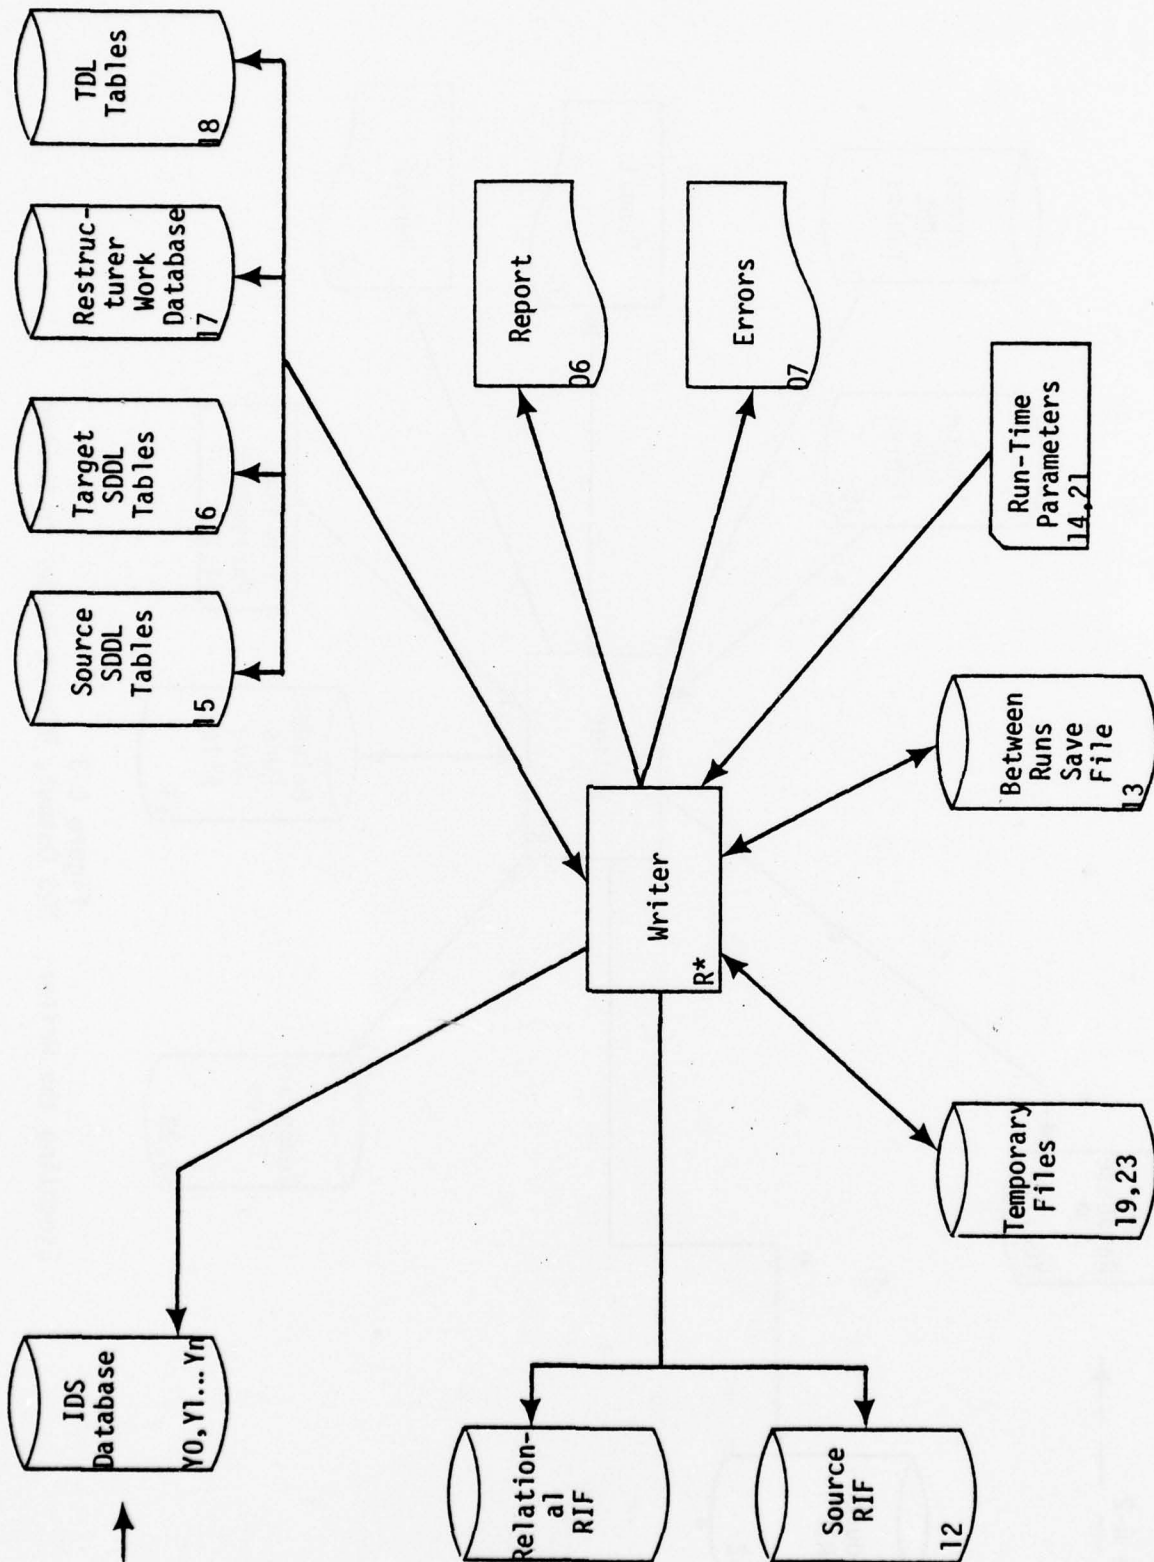 IDS
Database
Y0,Y1...Yn
Source
SDDL
Tables
15
Target
SDDL
Tables
16
Restruc-
turer
Work
Database
17
TDL
Tables
18
Relation-
al
RIF
Source
RIF
12
Writer
R*
Report
06
Errors
07
Temporary
Files
19,23
Between
Runs
Save
File
13
Run-Time
Parameters
14,21